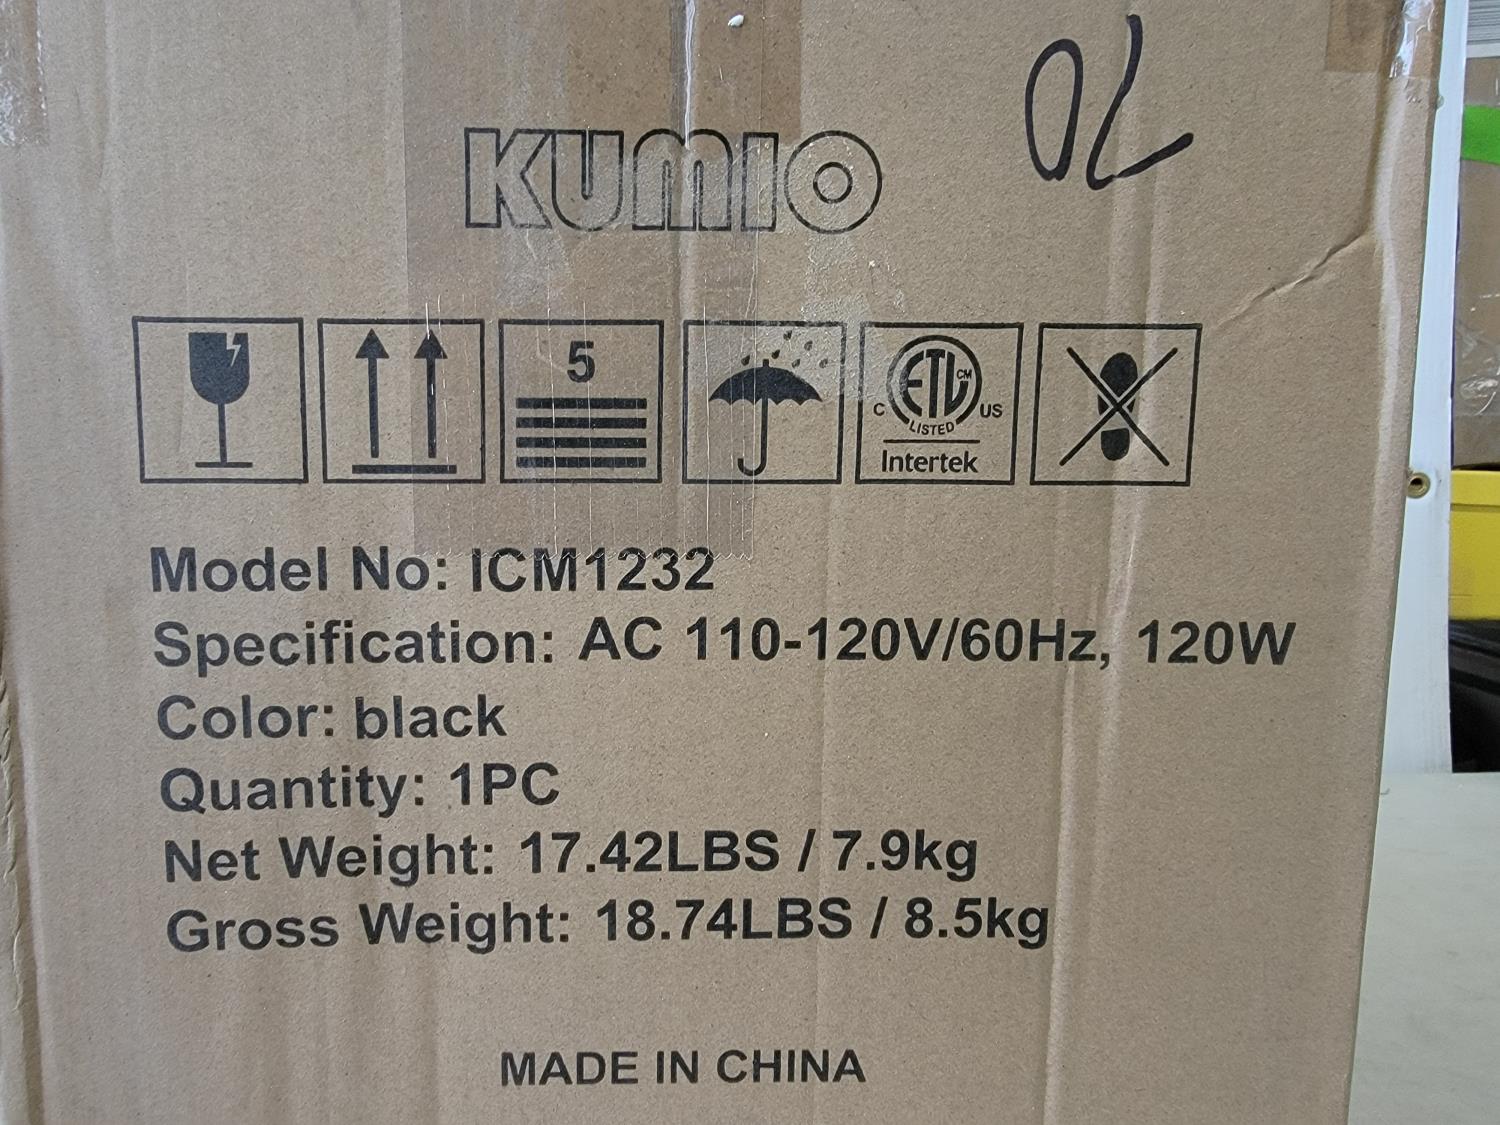 KUMIO
5
ETL CM
C US
LISTED
Intertek
Model No: ICM1232
Specification: AC 110-120V/60Hz, 120W
Color: black
Quantity: 1PC
Net Weight: 17.42LBS / 7.9kg
Gross Weight: 18.74LBS / 8.5kg
MADE IN CHINA